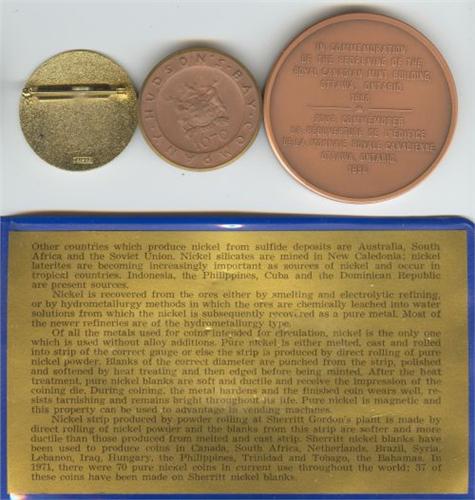 HUDSON'S BAY
COMPANY
1670
IN COMMEMORATION
OF THE REOPENING OF THE
ROYAL CANADIAN MINT BUILDING,
OTTAWA, ONTARIO,
POUR COMMEMORER
LA REOUVERTURE DE L'EDIFICE
DE LA MONNAIE ROYALE CANADIENNE
OTTAWA, ONTARIO,
Other countries which produce nickel from sulfide deposits are Australia, South
Africa and the Soviet Union. Nickel silicates are mined in New Caledonia; nickel
laterites are becoming increasingly important as sources of nickel and occur in
tropical countries. Indonesia, the Philippines, Cuba and the Dominican Republic
are present sources.
Nickel is recovered from the ores either by smelting and electrolytic refining,
or by hydrometallurgy methods in which the ores are chemically leached into water
solutions from which the nickel is subsequently recovered as a pure metal. Most of
the newer refineries are of the hydrometallurgy type.
Of all the metals used for coins intended for circulation, nickel is the only one
which is used without alloy additions. Pure nickel is either melted, cast and rolled
into strip of the correct gauge or else the strip is produced by direct rolling of pure
nickel powder. Blanks of the correct diameter are punched from the strip, polished
and softened by heat treating and then edged before being minted. After the heat
treatment, pure nickel blanks are soft and ductile and receive the impression of the
coining die. During coining, the metal hardens and the finished coin wears well, re-
sists tarnishing and remains bright throughout its life. Pure nickel is magnetic and
this property can be used to advantage in vending machines.
Nickel strip produced by powder rolling at Sherritt Gordon's plant is made by
direct rolling of nickel powder and the blanks from this strip are softer and more
ductile than those produced from melted and cast strip. Sherritt nickel blanks have
been used to produce coins in Canada, South Africa, Netherlands, Brazil, Syria,
Lebanon, Iraq, Hungary, the Philippines, Trinidad and Tobago, the Bahamas. In
1971, there were 70 pure nickel coins in current use throughout the world; 37 of
these coins have been made on Sherritt nickel blanks.